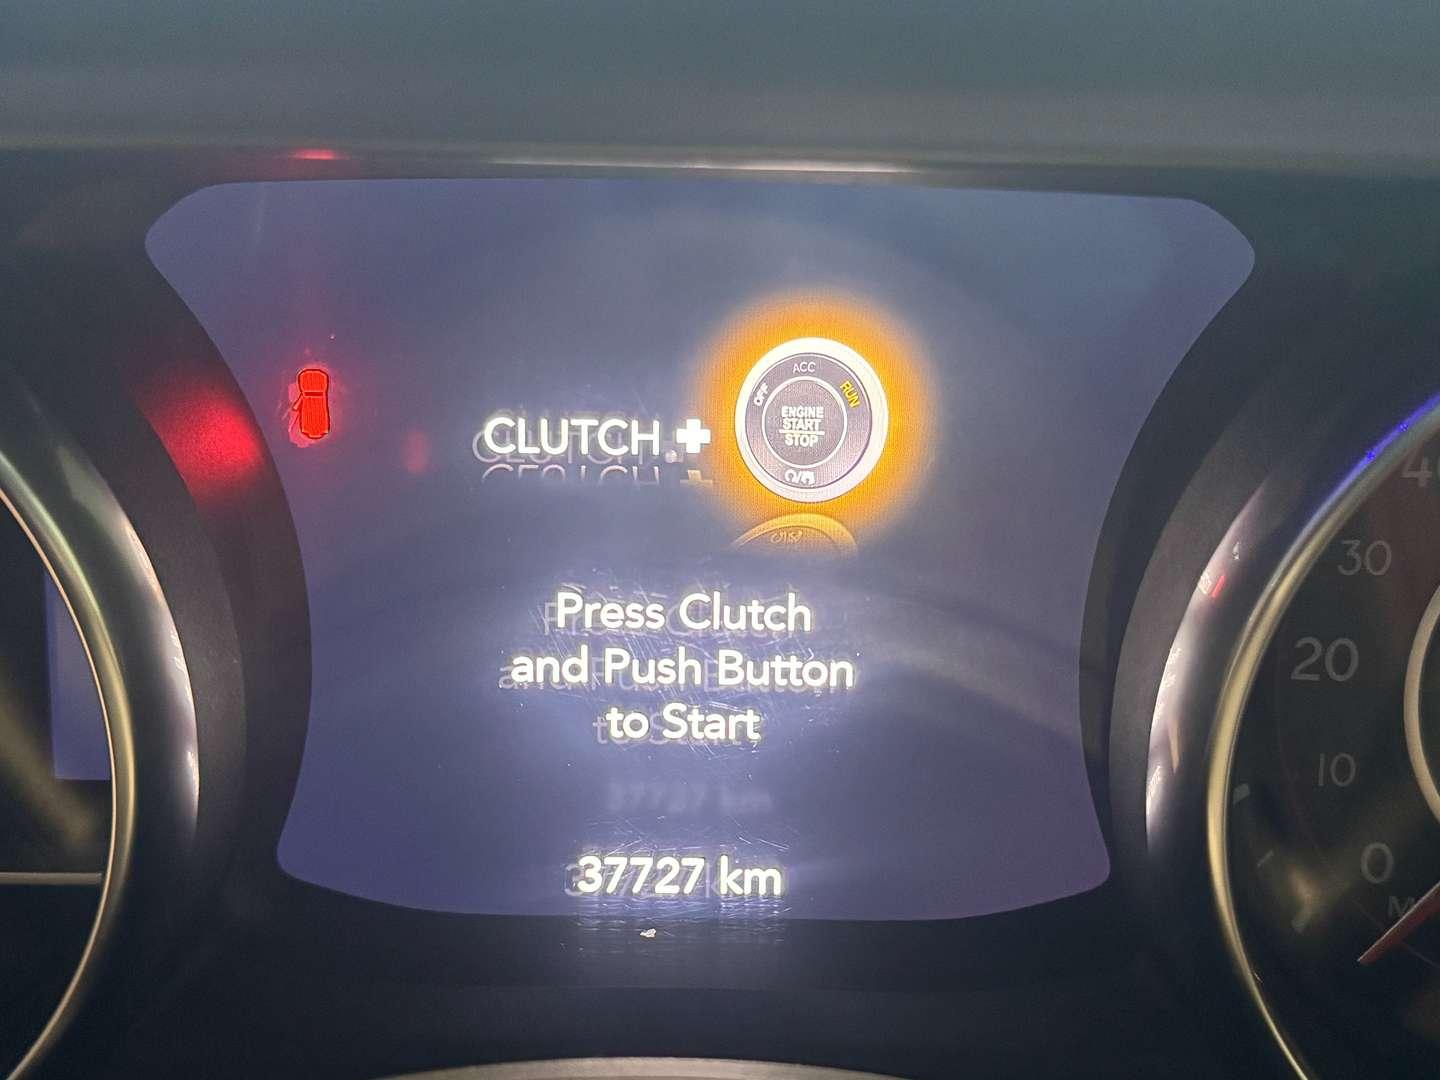 CLUTCH +
OFF ACC RUN
ENGINE
START
STOP
Press Clutch
and Push Button
to Start
37727 km
30
20
10
0